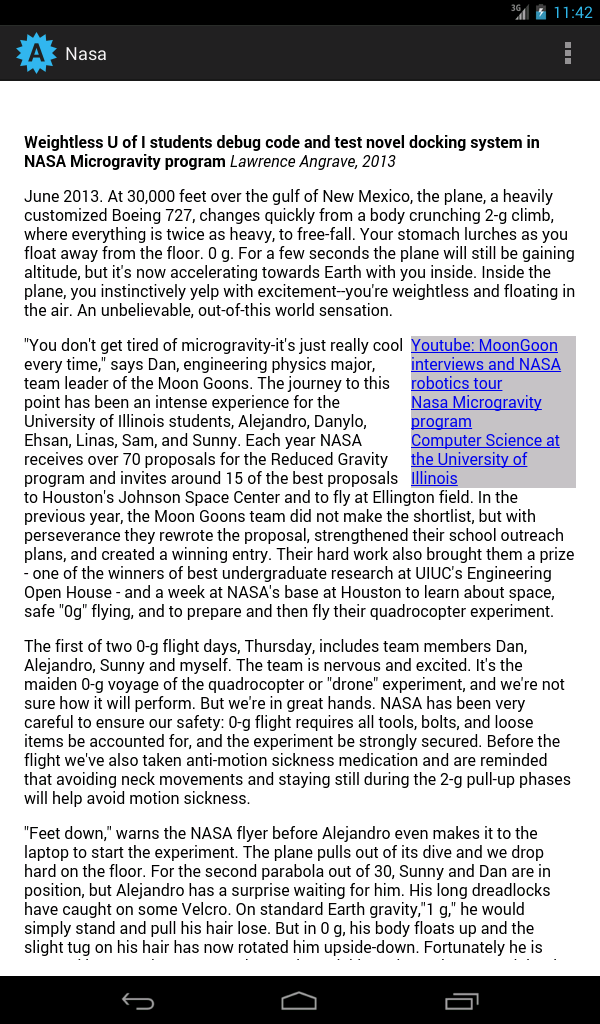 3G 11:42
A Nasa
Weightless U of I students debug code and test novel docking system in
NASA Microgravity program Lawrence Angrave, 2013
June 2013. At 30,000 feet over the gulf of New Mexico, the plane, a heavily
customized Boeing 727, changes quickly from a body crunching 2-g climb,
where everything is twice as heavy, to free-fall. Your stomach lurches as you
float away from the floor. 0 g. For a few seconds the plane will still be gaining
altitude, but it's now accelerating towards Earth with you inside. Inside the
plane, you instinctively yelp with excitement--you're weightless and floating in
the air. An unbelievable, out-of-this world sensation.
"You don't get tired of microgravity-it's just really cool
every time," says Dan, engineering physics major,
team leader of the Moon Goons. The journey to this
point has been an intense experience for the
University of Illinois students, Alejandro, Danylo,
Ehsan, Linas, Sam, and Sunny. Each year NASA
receives over 70 proposals for the Reduced Gravity
program and invites around 15 of the best proposals
to Houston's Johnson Space Center and to fly at Ellington field. In the
previous year, the Moon Goons team did not make the shortlist, but with
perseverance they rewrote the proposal, strengthened their school outreach
plans, and created a winning entry. Their hard work also brought them a prize
- one of the winners of best undergraduate research at UIUC's Engineering
Open House - and a week at NASA's base at Houston to learn about space,
safe "0g" flying, and to prepare and then fly their quadrocopter experiment.
Youtube: MoonGoon
interviews and NASA
robotics tour
Nasa Microgravity
program
Computer Science at
the University of
Illinois
The first of two 0-g flight days, Thursday, includes team members Dan,
Alejandro, Sunny and myself. The team is nervous and excited. It's the
maiden 0-g voyage of the quadrocopter or "drone" experiment, and we're not
sure how it will perform. But we're in great hands. NASA has been very
careful to ensure our safety: 0-g flight requires all tools, bolts, and loose
items be accounted for, and the experiment be strongly secured. Before the
flight we've also taken anti-motion sickness medication and are reminded
that avoiding neck movements and staying still during the 2-g pull-up phases
will help avoid motion sickness.
"Feet down," warns the NASA flyer before Alejandro even makes it to the
laptop to start the experiment. The plane pulls out of its dive and we drop
hard on the floor. For the second parabola out of 30, Sunny and Dan are in
position, but Alejandro has a surprise waiting for him. His long dreadlocks
have caught on some Velcro. On standard Earth gravity,"1 g," he would
simply stand and pull his hair lose. But in 0 g, his body floats up and the
slight tug on his hair has now rotated him upside-down. Fortunately he is